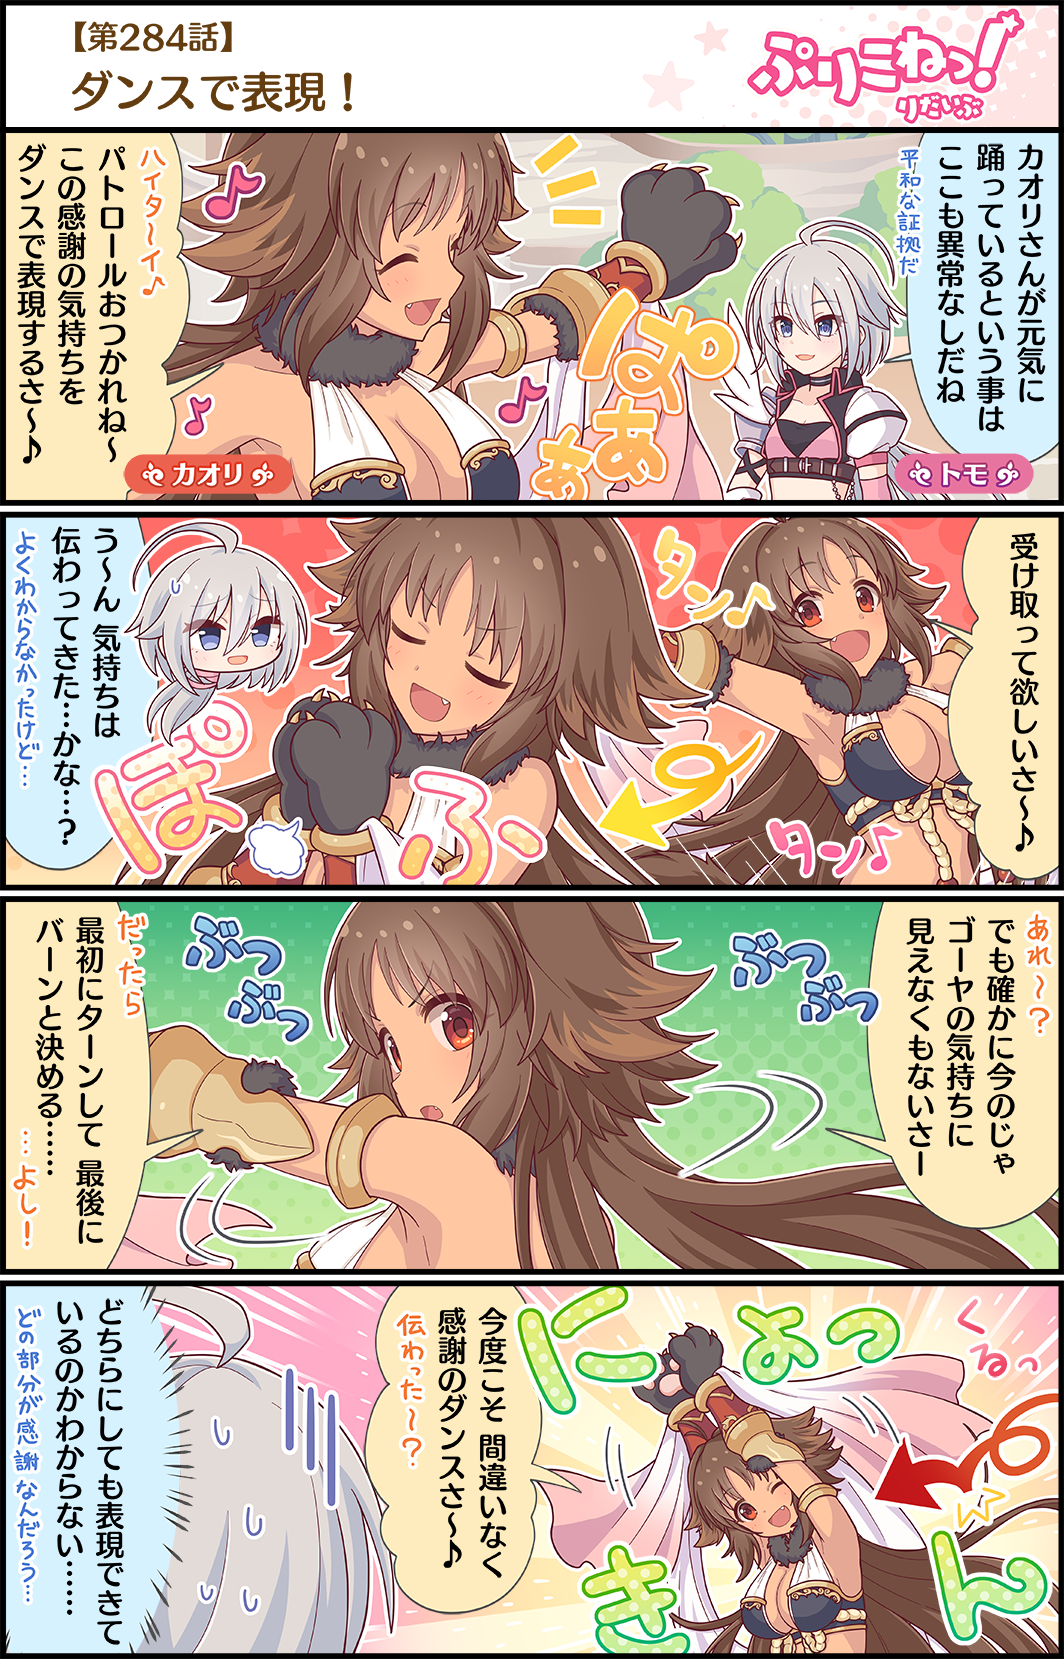 【第284話】
ダンスで表現！
ぷりこねっ！
りだいぶ
カオリさんが元気に
踊っているという事は
ここも異常なしだね
平和な証拠だ
ハイタ〜イ♪
パトロールおつかれね〜
この感謝の気持ちを
ダンスで表現するさ〜♪
ぱぁぁ
カオリ
トモ
受け取って欲しいさ〜♪
タン♪
タン♪
ぽふ
う〜ん 気持ちは
伝わってきた…かな…？
よくわからなかったけど…
あれ〜？
でも確かに今のじゃ
ゴーヤの気持ちに
見えなくもないさー
ぶつ
ぶつ
ぶつ
ぶつ
だったら
最初にターンして 最後に
バーンと決める……
…よし！
くるっ
にょっきん
今度こそ 間違いなく
感謝のダンスさ〜♪
伝わった〜？
どちらにしても表現できて
いるのかわからない……
どの部分が感謝なんだろう…